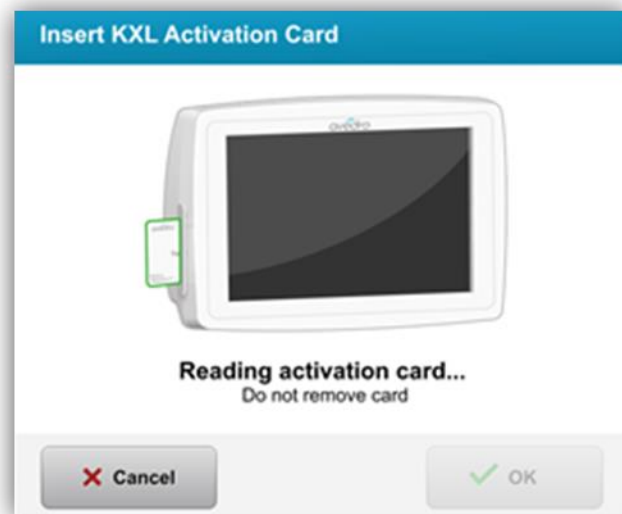 Insert KXL Activation Card
avedro
Reading activation card...
Do not remove card
Cancel
OK